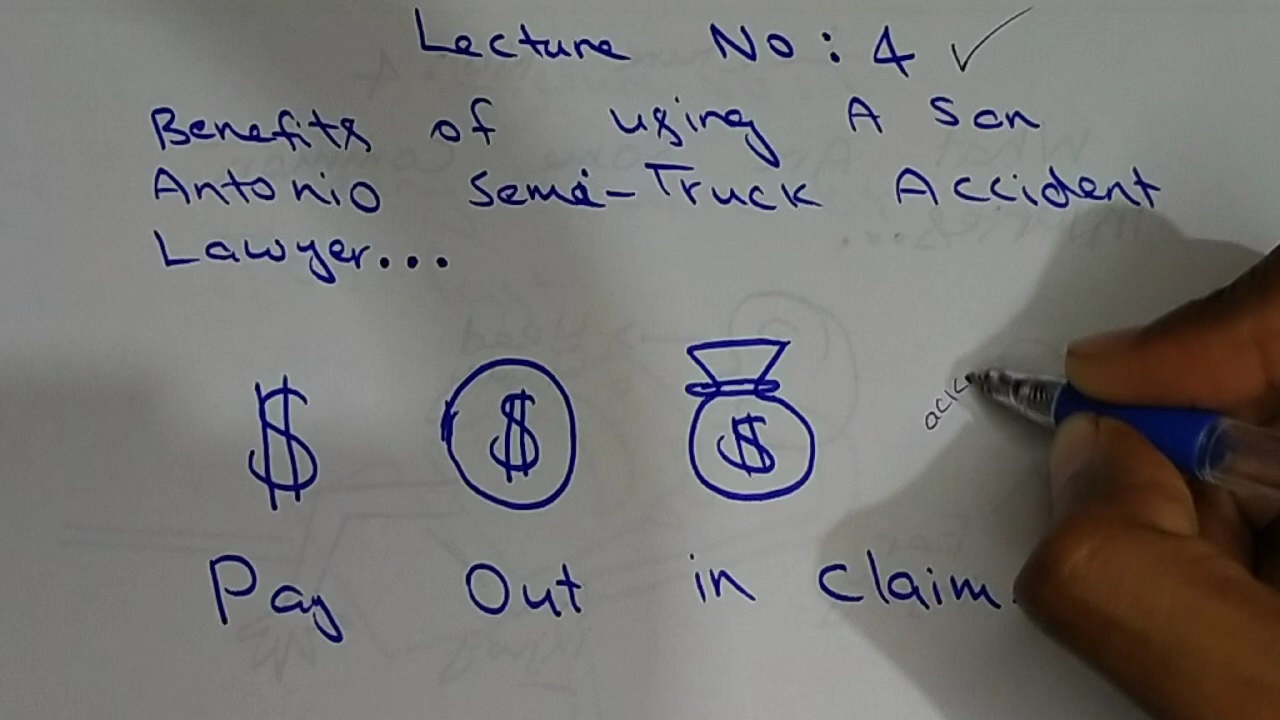 Lecture No: 4 ✓
Benefits of using A San
Antonio Semi-Truck Accident
Lawyer...
$ $ $
Pay Out in Claim